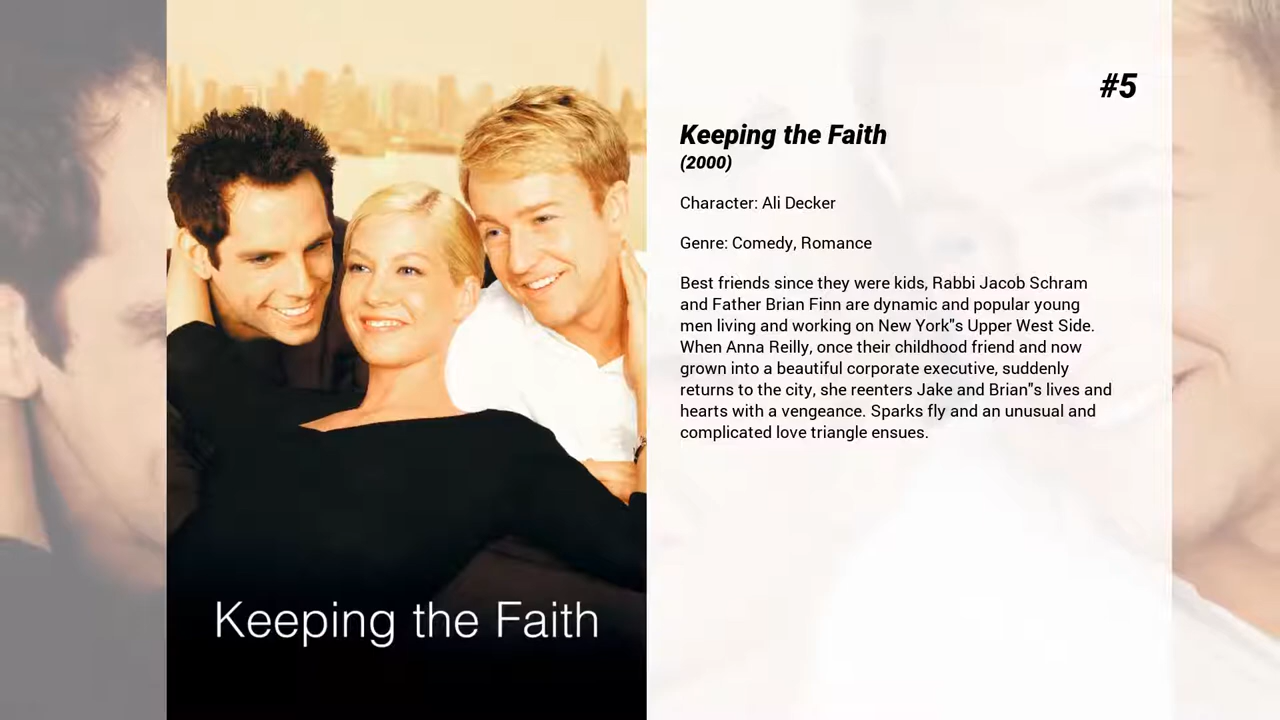 #5
Keeping the Faith
(2000)
Character: Ali Decker
Genre: Comedy, Romance
Best friends since they were kids, Rabbi Jacob Schram
and Father Brian Finn are dynamic and popular young
men living and working on New York"s Upper West Side.
When Anna Reilly, once their childhood friend and now
grown into a beautiful corporate executive, suddenly
returns to the city, she reenters Jake and Brian"s lives and
hearts with a vengeance. Sparks fly and an unusual and
complicated love triangle ensues.
Keeping the Faith